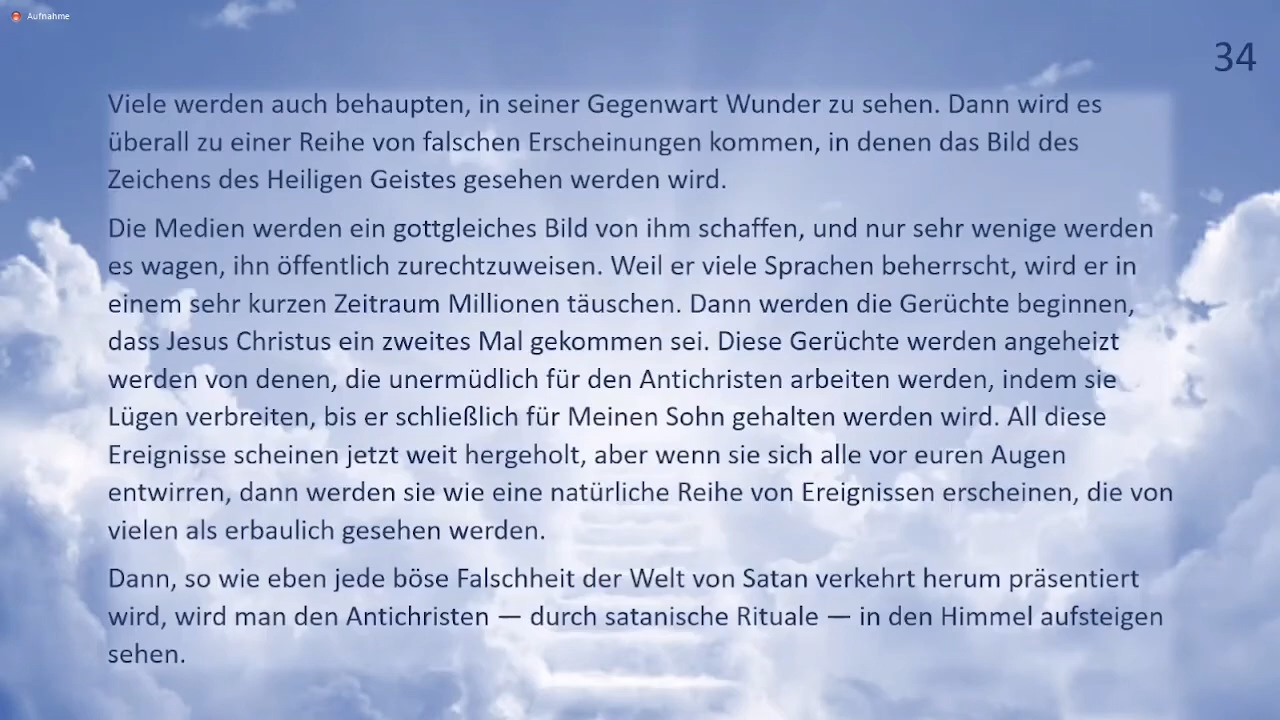 Aufnahme
34
Viele werden auch behaupten, in seiner Gegenwart Wunder zu sehen. Dann wird es
überall zu einer Reihe von falschen Erscheinungen kommen, in denen das Bild des
Zeichens des Heiligen Geistes gesehen werden wird.
Die Medien werden ein gottgleiches Bild von ihm schaffen, und nur sehr wenige werden
es wagen, ihn öffentlich zurechtzuweisen. Weil er viele Sprachen beherrscht, wird er in
einem sehr kurzen Zeitraum Millionen täuschen. Dann werden die Gerüchte beginnen,
dass Jesus Christus ein zweites Mal gekommen sei. Diese Gerüchte werden angeheizt
werden von denen, die unermüdlich für den Antichristen arbeiten werden, indem sie
Lügen verbreiten, bis er schließlich für Meinen Sohn gehalten werden wird. All diese
Ereignisse scheinen jetzt weit hergeholt, aber wenn sie sich alle vor euren Augen
entwirren, dann werden sie wie eine natürliche Reihe von Ereignissen erscheinen, die von
vielen als erbaulich gesehen werden.
Dann, so wie eben jede böse Falschheit der Welt von Satan verkehrt herum präsentiert
wird, wird man den Antichristen — durch satanische Rituale — in den Himmel aufsteigen
sehen.